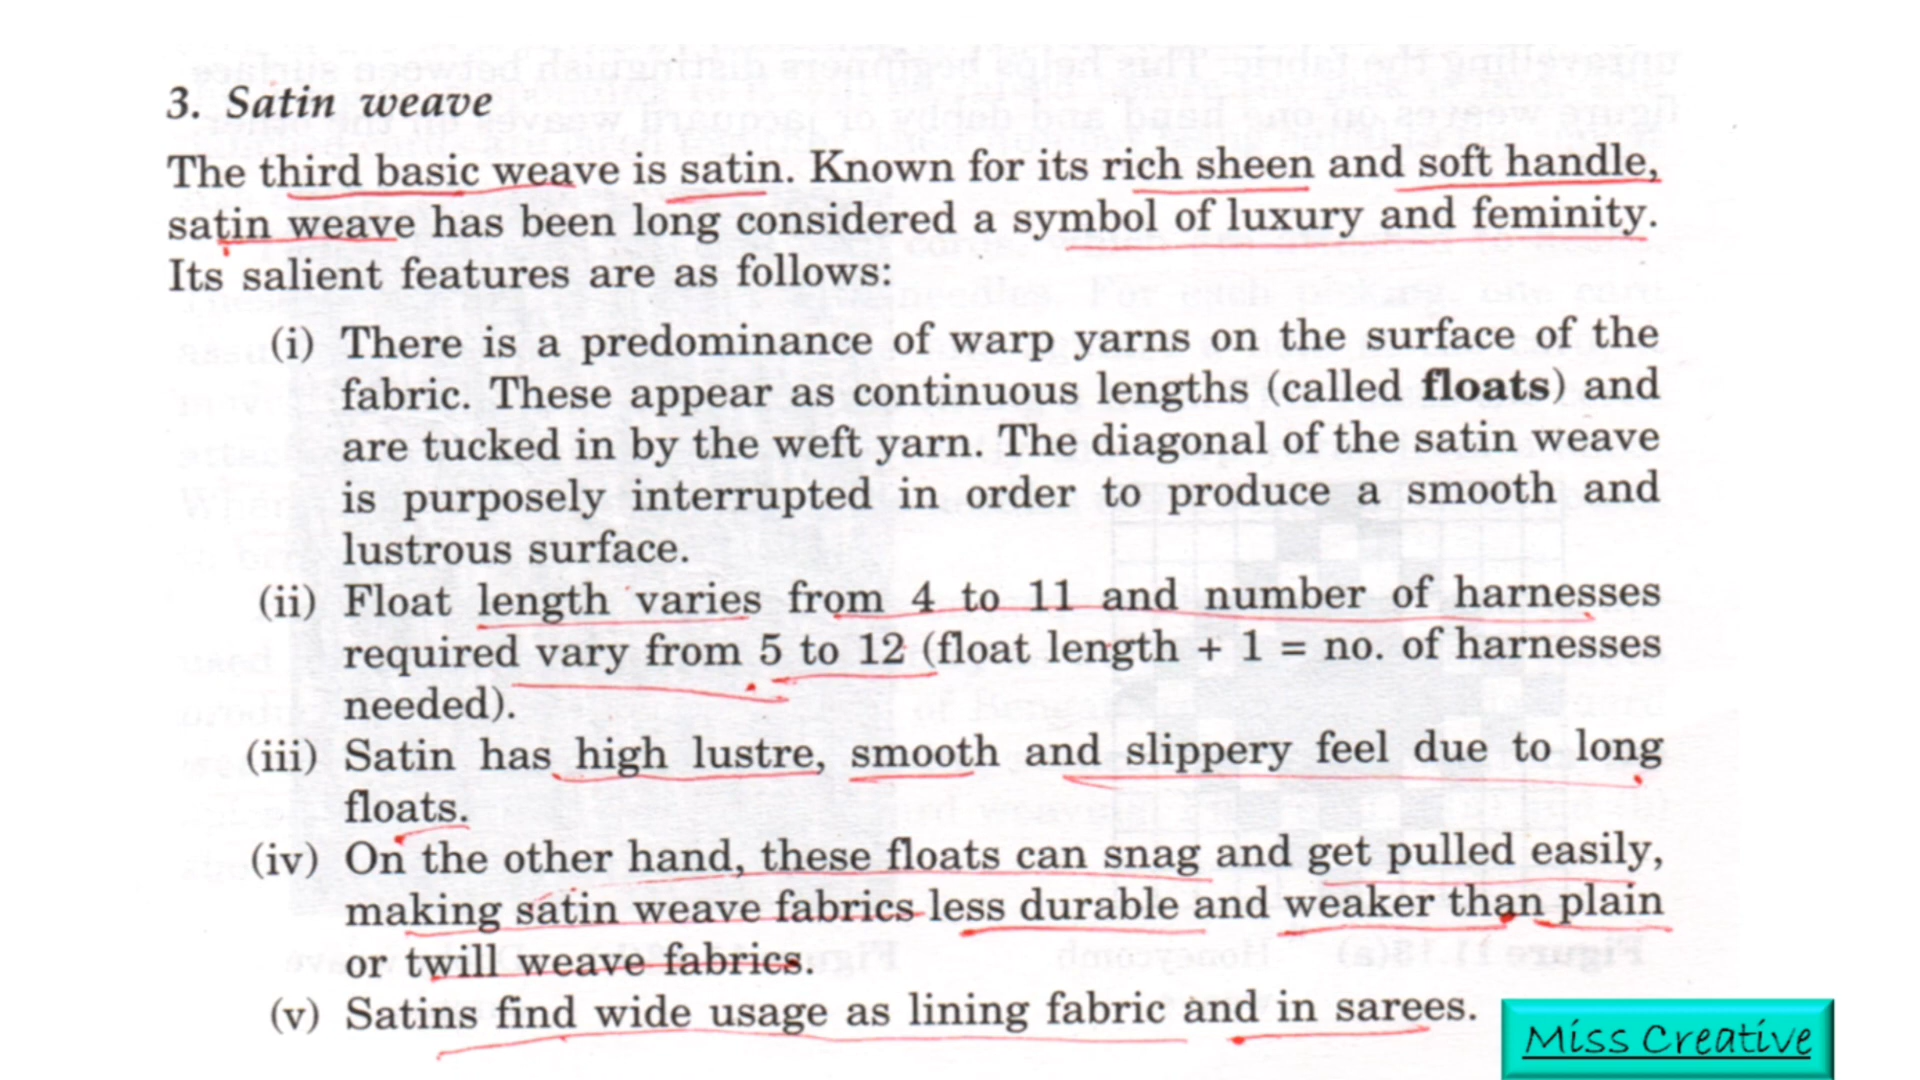 3. Satin weave
The third basic weave is satin. Known for its rich sheen and soft handle,
satin weave has been long considered a symbol of luxury and feminity.
Its salient features are as follows:
(i) There is a predominance of warp yarns on the surface of the
fabric. These appear as continuous lengths (called floats) and
are tucked in by the weft yarn. The diagonal of the satin weave
is purposely interrupted in order to produce a smooth and
lustrous surface.
(ii) Float length varies from 4 to 11 and number of harnesses
required vary from 5 to 12 (float length + 1 = no. of harnesses
needed).
(iii) Satin has high lustre, smooth and slippery feel due to long
floats.
(iv) On the other hand, these floats can snag and get pulled easily,
making satin weave fabrics less durable and weaker than plain
or twill weave fabrics.
(v) Satins find wide usage as lining fabric and in sarees.
Miss Creative